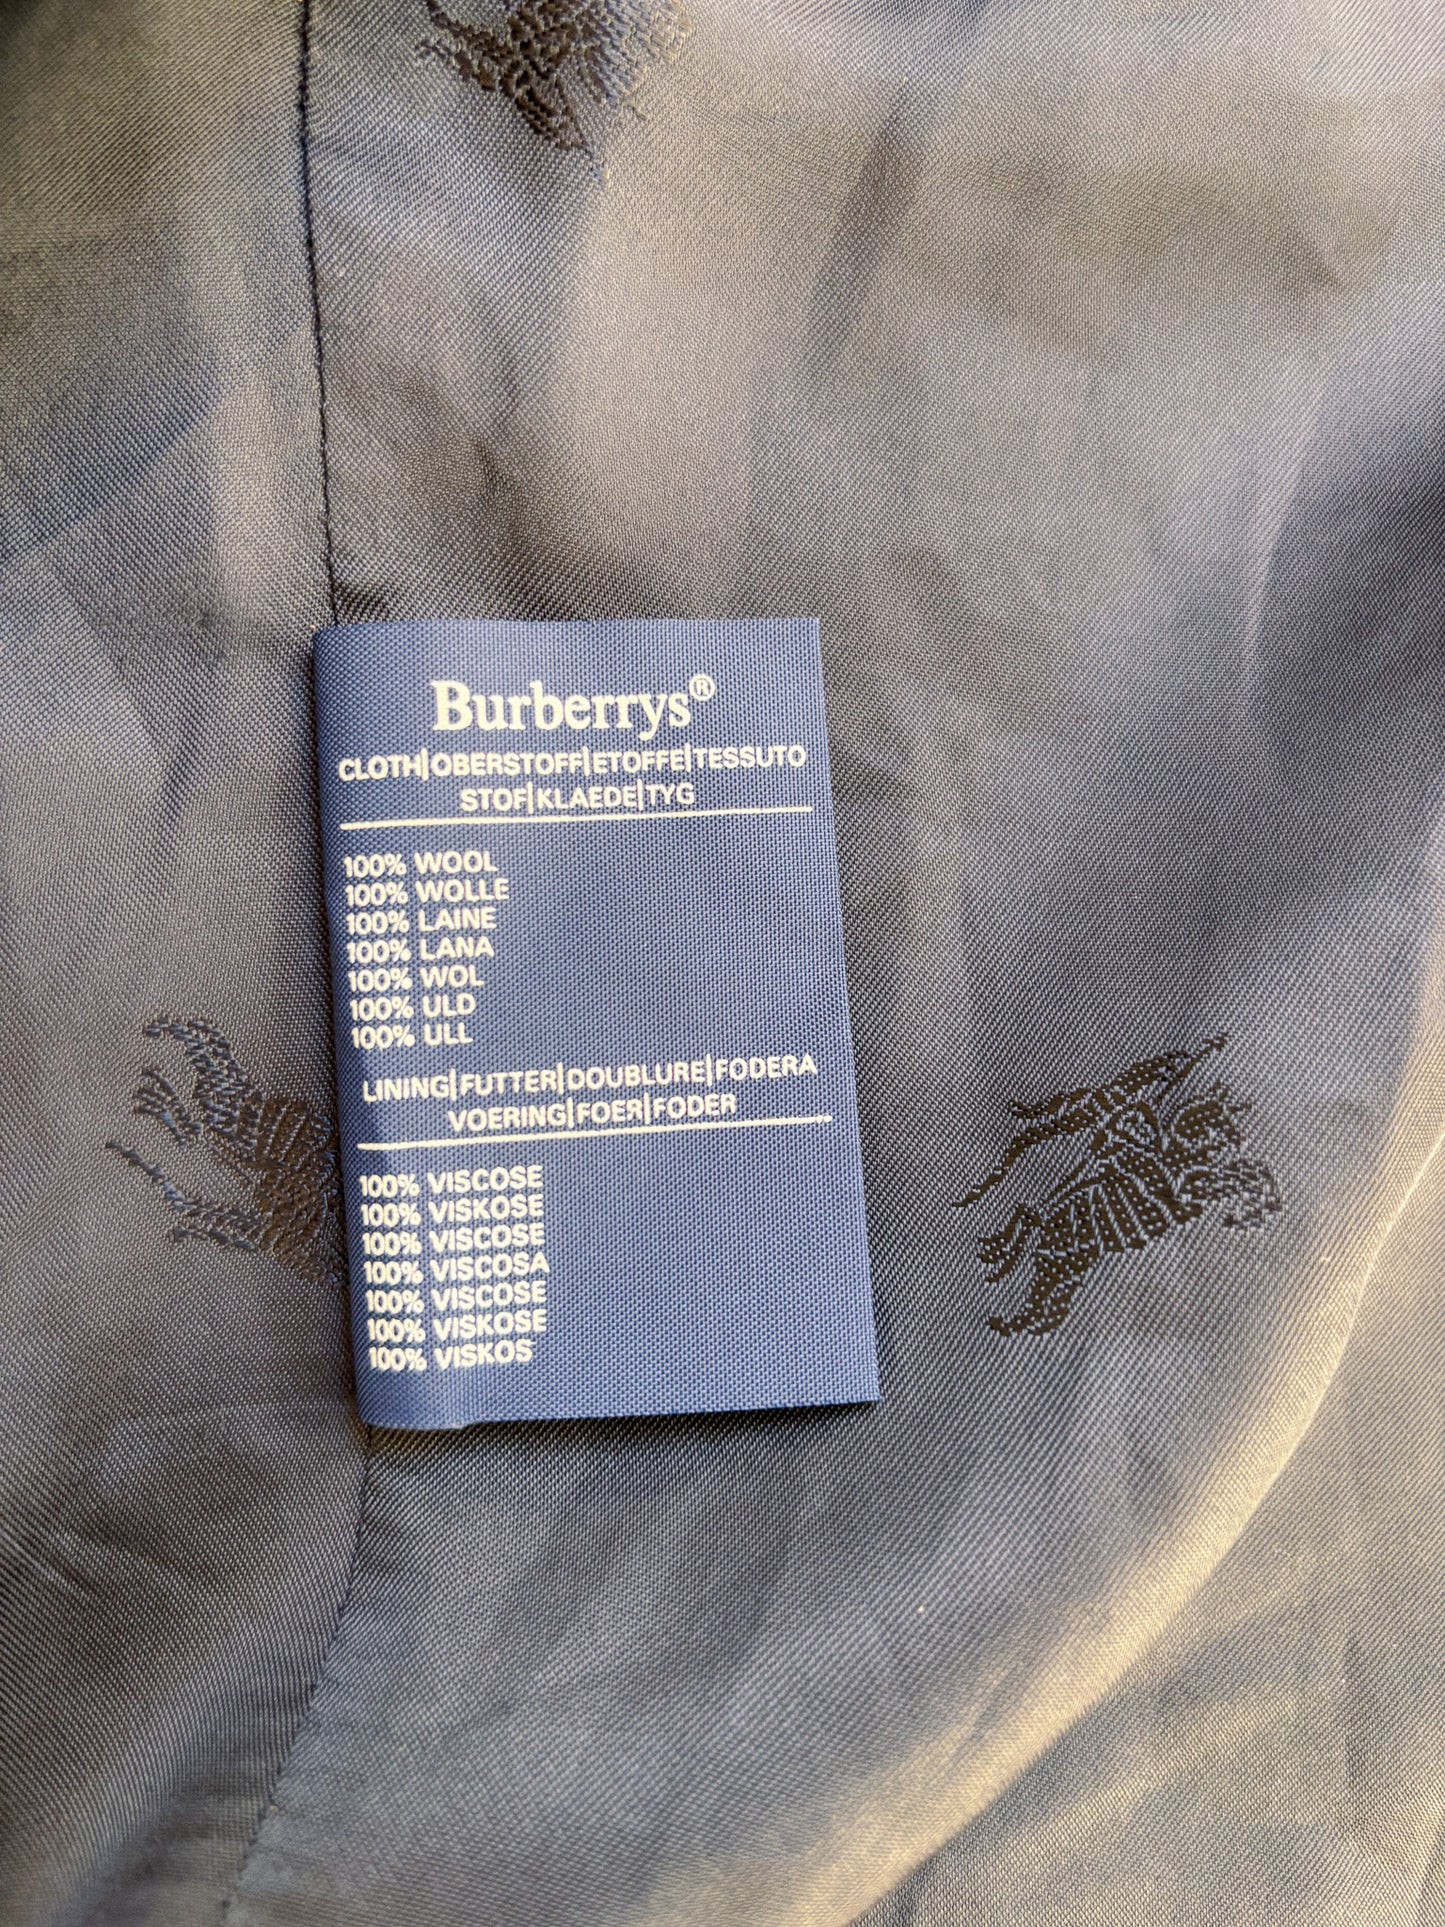 Burberrys®
CLOTH|OBERSTOFF|ETOFFE|TESSUTO
STOF|KLAEDE|TYG
100% WOOL
100% WOLLE
100% LAINE
100% LANA
100% WOL
100% ULD
100% ULL
LINING|FUTTER|DOUBLURE|FODERA
VOERING|FOER|FODER
100% VISCOSE
100% VISKOSE
100% VISCOSE
100% VISCOSA
100% VISCOSE
100% VISKOSE
100% VISKOS